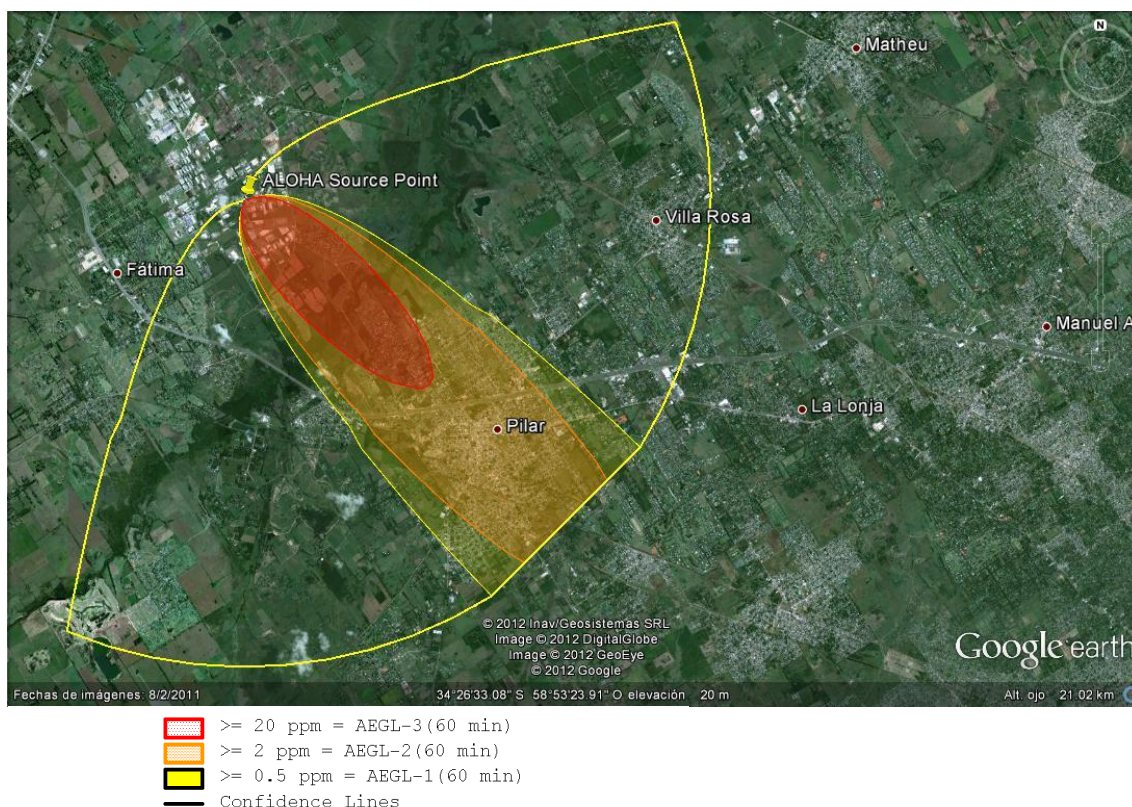 N
Matheu
ALOHA Source Point
Villa Rosa
Fátima
Manuel A
La Lonja
Pilar
© 2012 Inav/Geosistemas SRL
Image © 2012 DigitalGlobe
Image © 2012 GeoEye
© 2012 Google
Google earth
Fechas de imágenes: 8/2/2011 34°26'33.08" S 58°53'23.91" O elevación 20 m Alt. ojo 21.02 km
>= 20 ppm = AEGL-3(60 min)
>= 2 ppm = AEGL-2(60 min)
>= 0.5 ppm = AEGL-1(60 min)
Confidence Lines